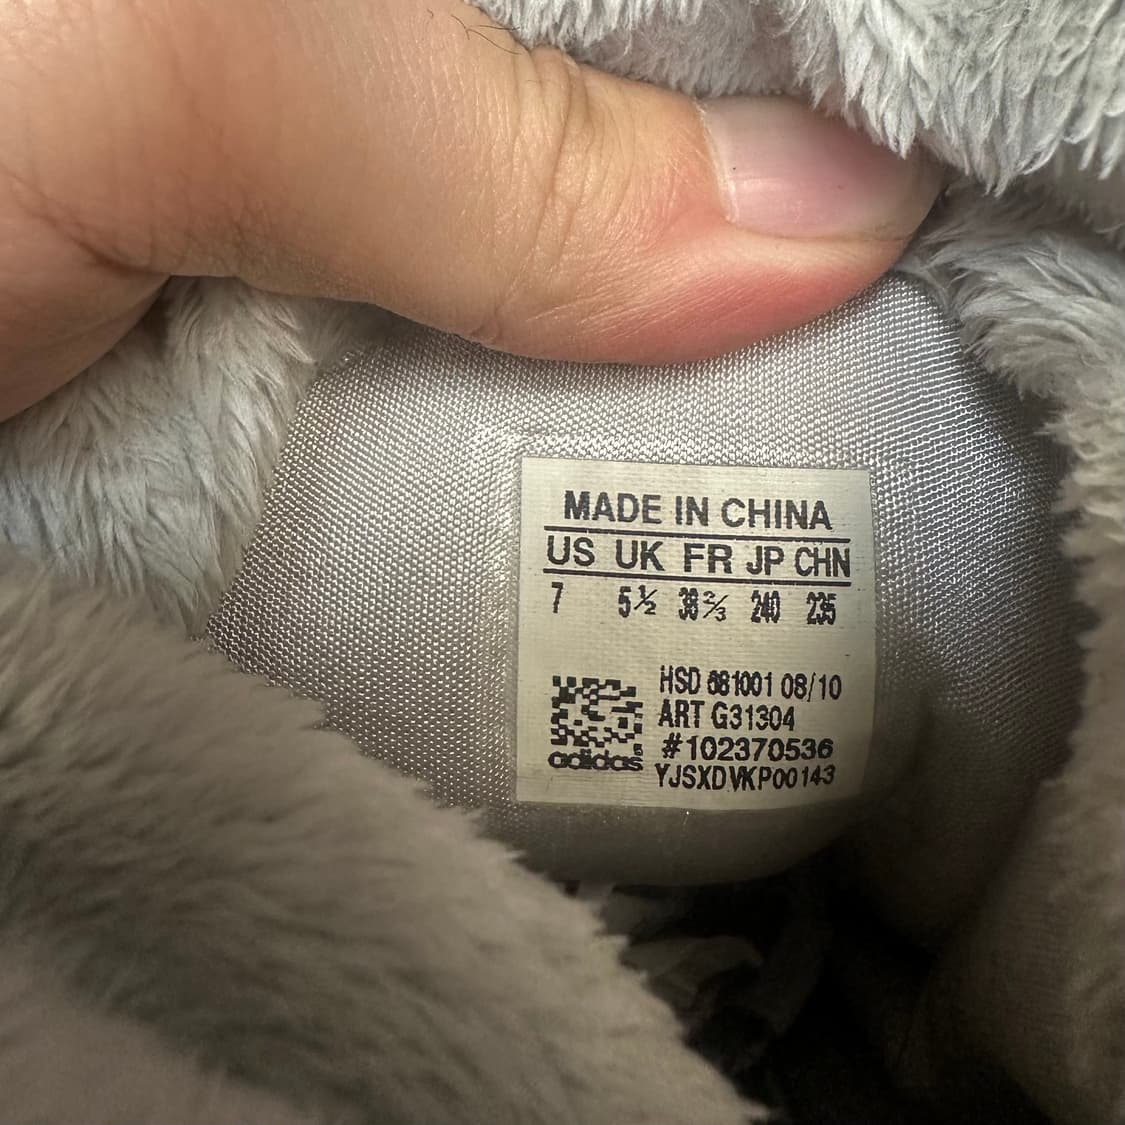 MADE IN CHINA
US UK FR JP CHN
7 5½ 38⅔ 240 235
HSD 681001 08/10
ART G31304
#102370536
adidas YJSXDVKP00143